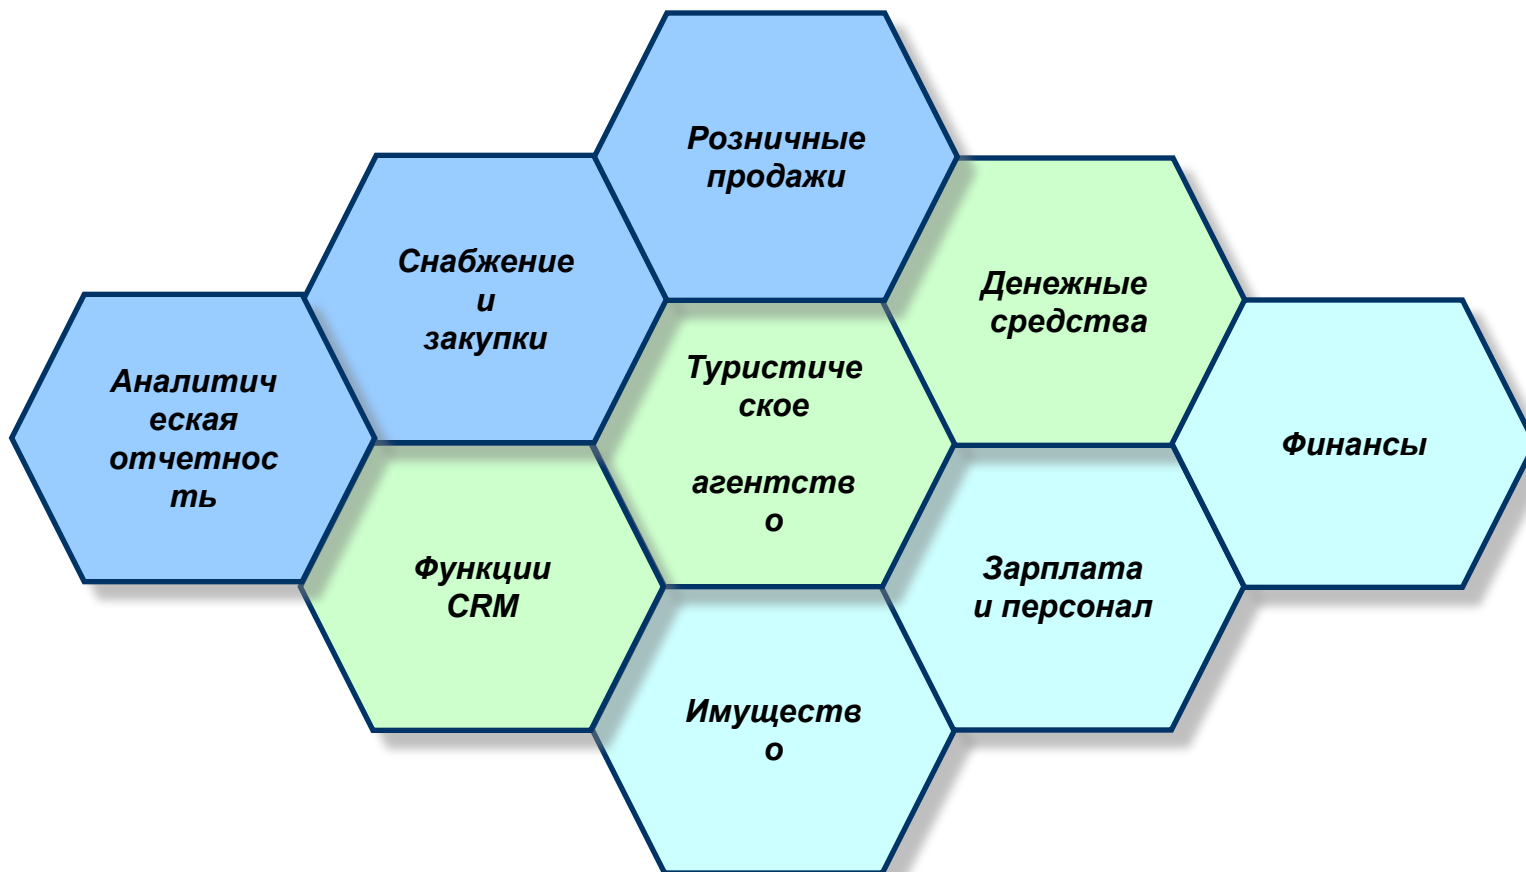 Розничные
продажи
Снабжение
и
закупки
Денежные
средства
Аналитич
еская
отчетнос
ть
Туристиче
ское
агентств
о
Финансы
Функции
CRM
Зарплата
и персонал
Имуществ
о